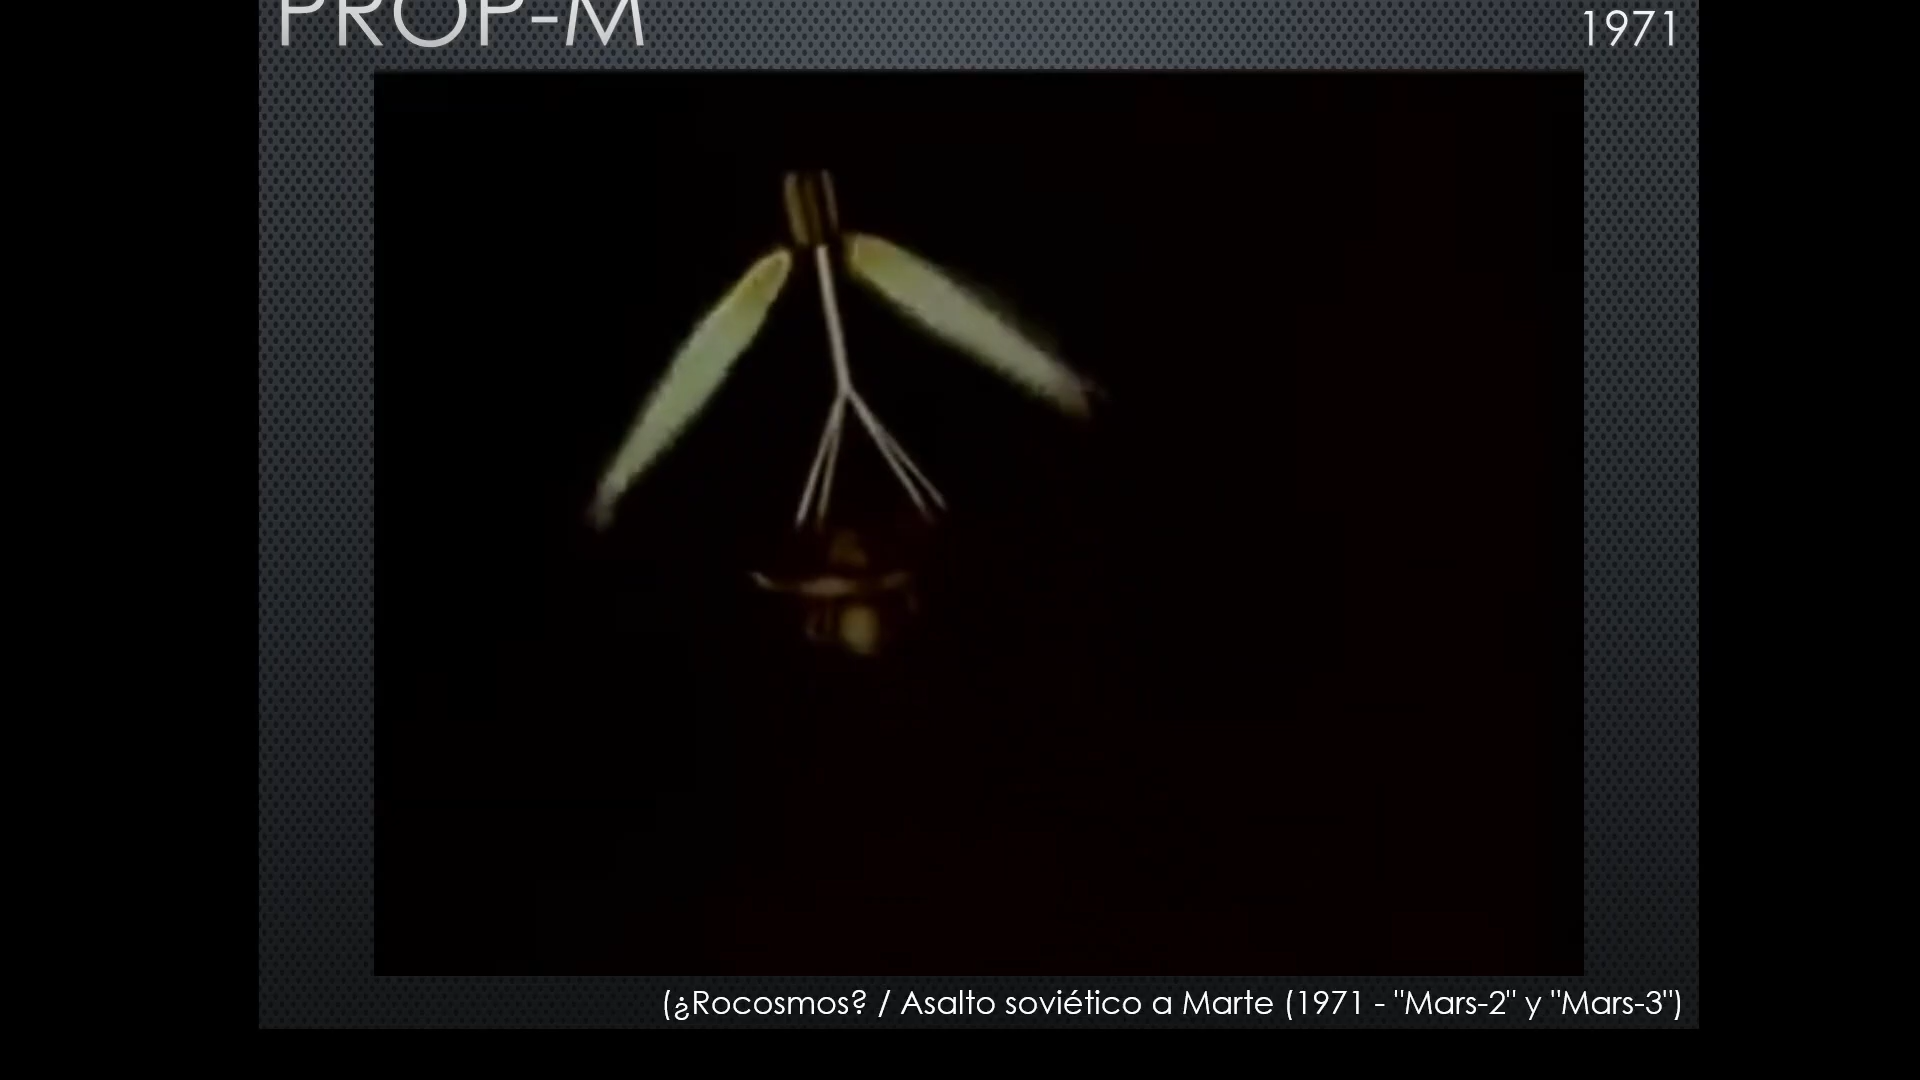 PROP-M
1971
(¿Rocosmos? / Asalto soviético a Marte (1971 - "Mars-2" y "Mars-3")